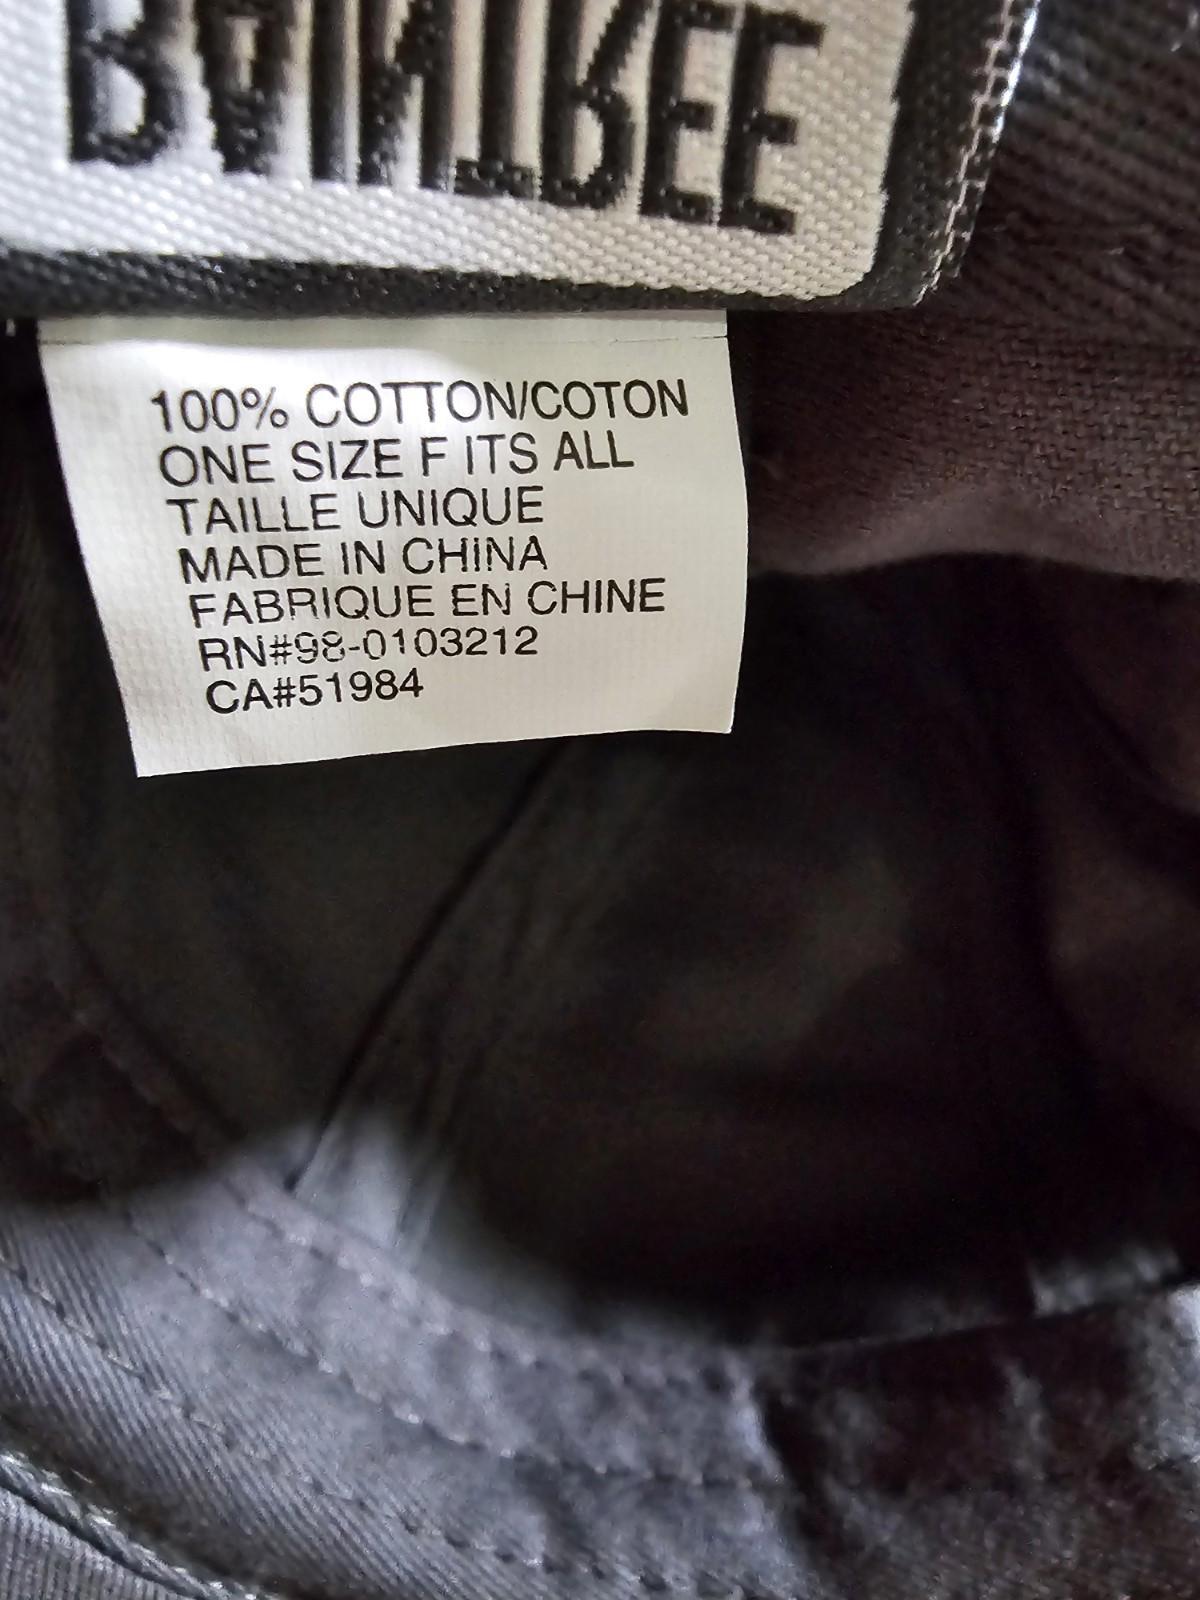 RAINTREE
100% COTTON/COTON
ONE SIZE F ITS ALL
TAILLE UNIQUE
MADE IN CHINA
FABRIQUE EN CHINE
RN#98-0103212
CA#51984